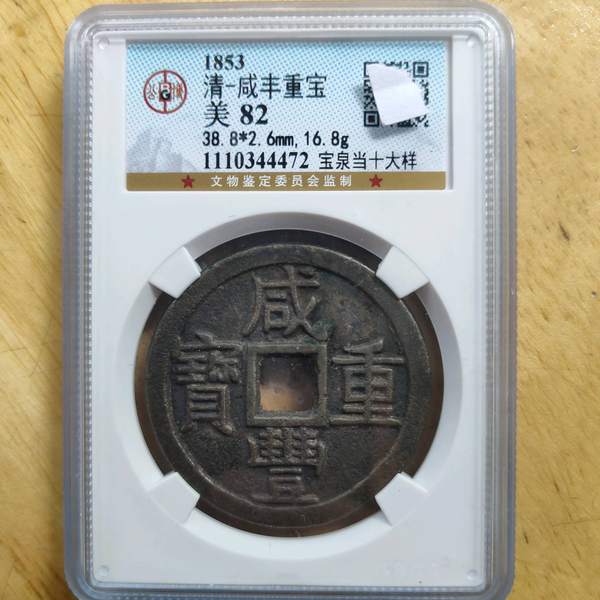 1853
清-咸丰重宝
美 82
38.8*2.6mm,16.8g
1110344472 宝泉当十大样
★ 文物鉴定委员会监制 ★
咸
寶 重
豐